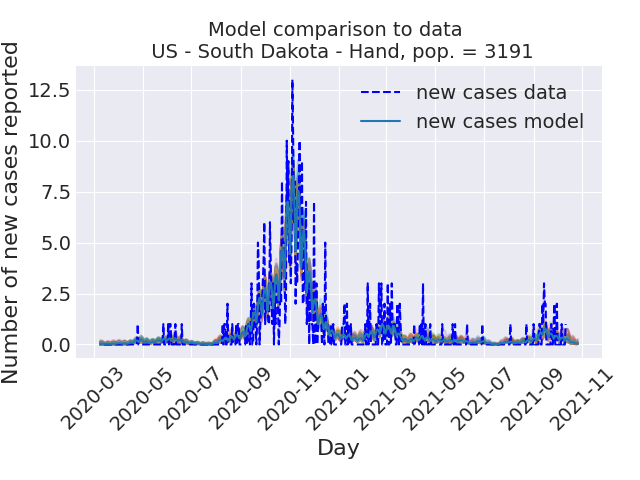 Model comparison to data
US - South Dakota - Hand, pop. = 3191
Number of new cases reported
12.5
10.0
7.5
5.0
2.5
0.0
new cases data
new cases model
2020-03
2020-05
2020-07
2020-09
2020-11
2021-01
2021-03
2021-05
2021-07
2021-09
2021-11
Day